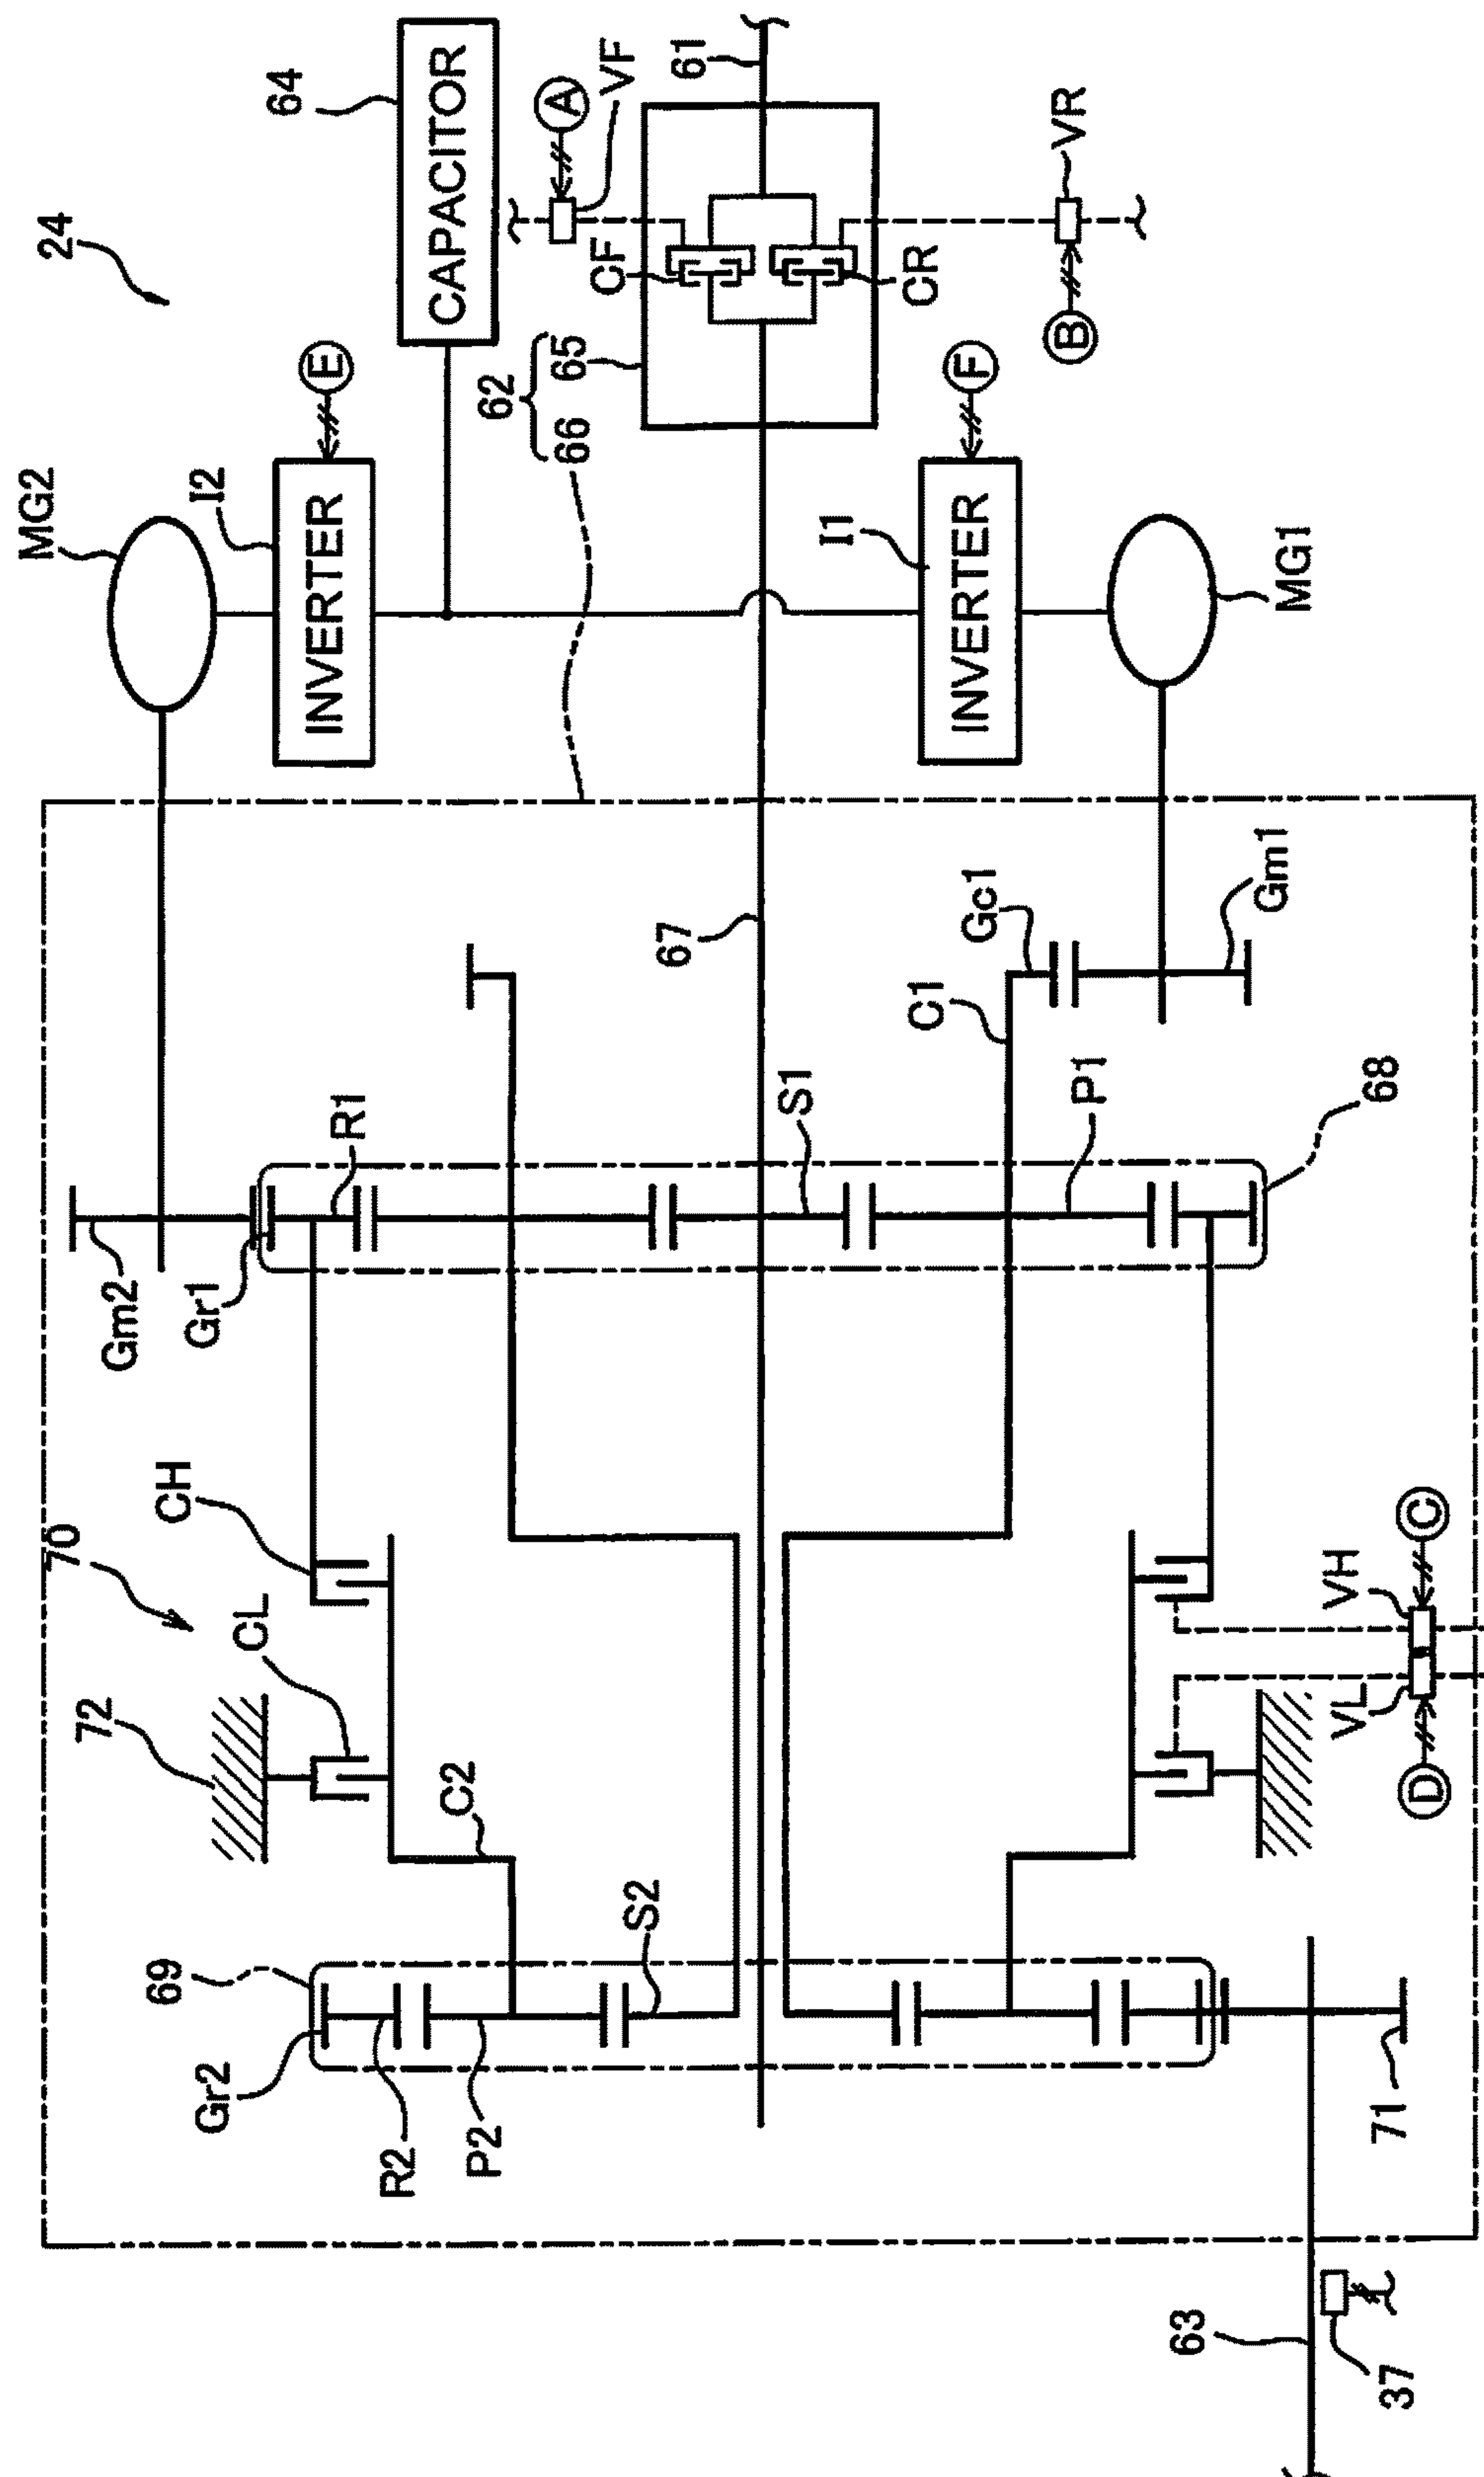 24
64
CAPACITOR
A
VF
61
VR
B
CF
CR
62
65
66
E
F
MG2
I2
INVERTER
I1
INVERTER
MG1
67
Gc1
Gm1
C1
S1
P1
68
R1
Gm2
Gr1
CH
70
CL
72
C2
S2
VH
C
VL
D
69
Gr2
R2
P2
71
63
37